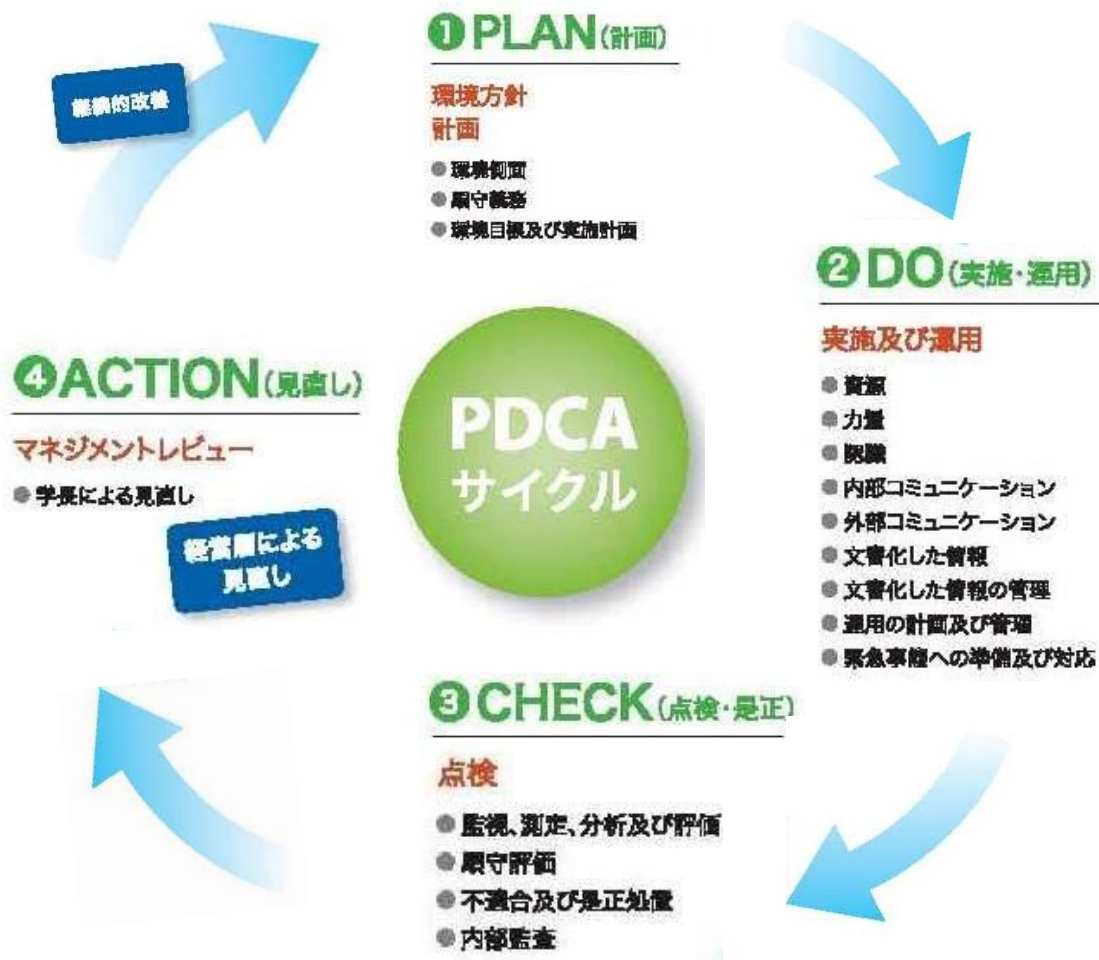 ❶PLAN(計画)
環境方針
計画
●環境側面
●順守義務
●環境目標及び実施計画
継続的改善
❷DO(実施・運用)
実施及び運用
●資源
●力量
●認識
●内部コミュニケーション
●外部コミュニケーション
●文書化した情報
●文書化した情報の管理
●運用の計画及び管理
●緊急事態への準備及び対応
PDCA
サイクル
❸CHECK(点検・是正)
点検
●監視、測定、分析及び評価
●順守評価
●不適合及び是正処置
●内部監査
❹ACTION(見直し)
マネジメントレビュー
●学長による見直し
経営層による
見直し